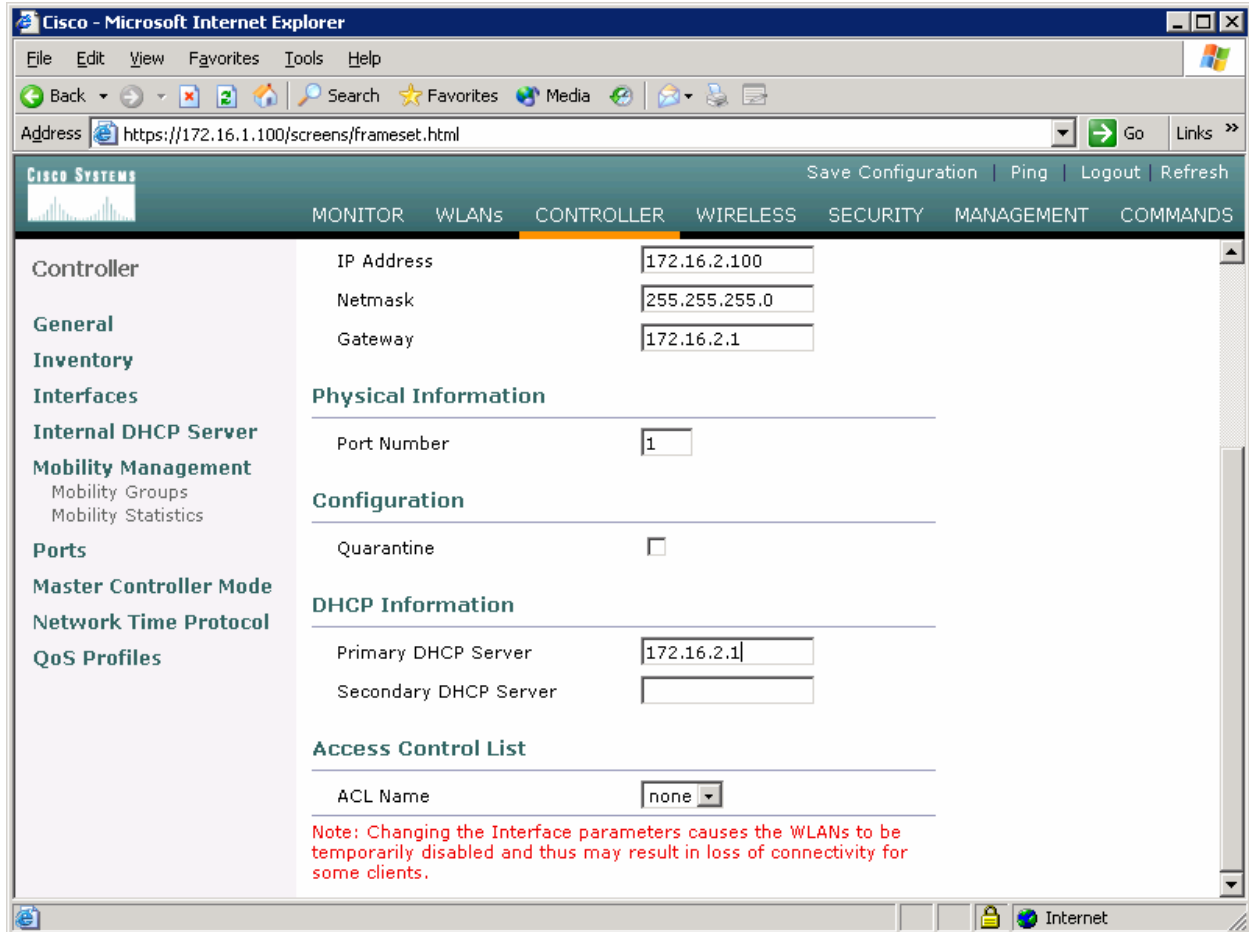 Cisco - Microsoft Internet Explorer
File Edit View Favorites Tools Help
Back Search Favorites Media
Address https://172.16.1.100/screens/frameset.html Go Links »
CISCO SYSTEMS
Save Configuration | Ping | Logout | Refresh
MONITOR WLANs CONTROLLER WIRELESS SECURITY MANAGEMENT COMMANDS
Controller
General
Inventory
Interfaces
Internal DHCP Server
Mobility Management
Mobility Groups
Mobility Statistics
Ports
Master Controller Mode
Network Time Protocol
QoS Profiles
IP Address 172.16.2.100
Netmask 255.255.255.0
Gateway 172.16.2.1
Physical Information
Port Number 1
Configuration
Quarantine
DHCP Information
Primary DHCP Server 172.16.2.1
Secondary DHCP Server
Access Control List
ACL Name none
Note: Changing the Interface parameters causes the WLANs to be
temporarily disabled and thus may result in loss of connectivity for
some clients.
Internet